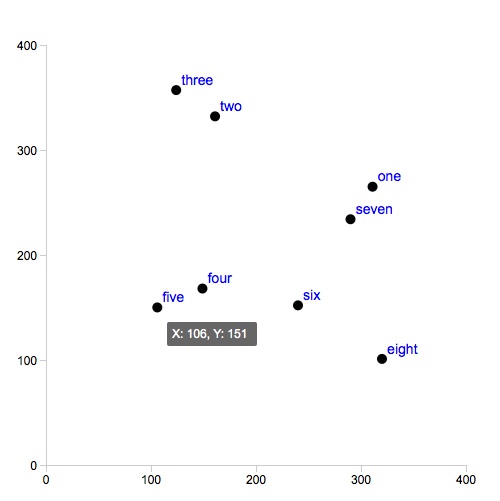 400
three
two
300
one
seven
200
four
five
six
X: 106, Y: 151
eight
100
0
0
100
200
300
400